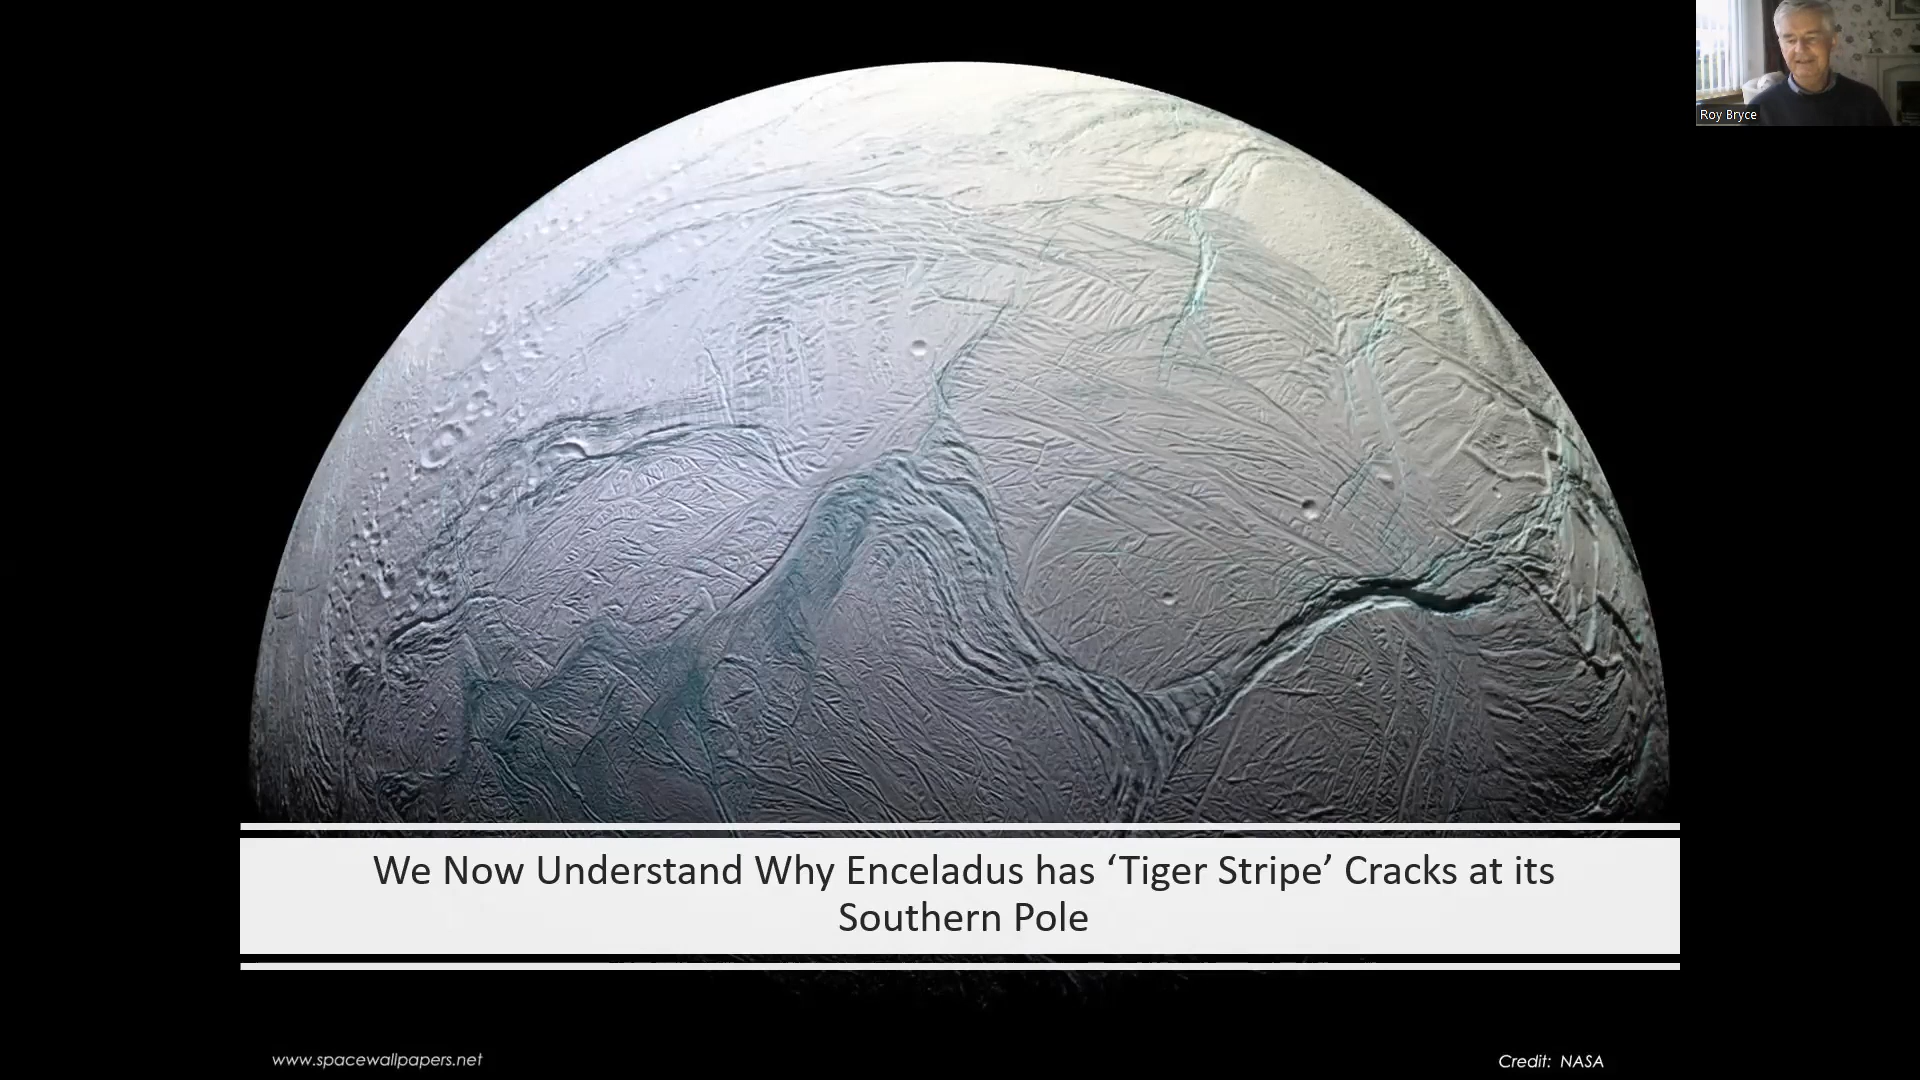 Roy Bryce
We Now Understand Why Enceladus has ‘Tiger Stripe’ Cracks at its
Southern Pole
www.spacewallpapers.net
Credit: NASA